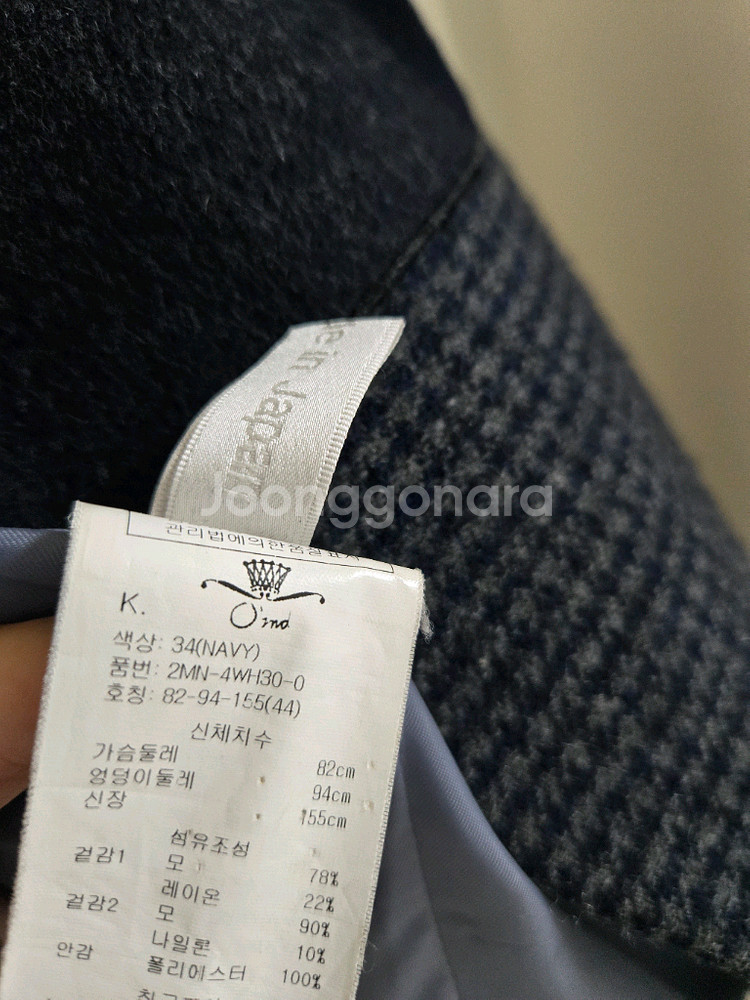 e in Japan
Joonggonara
관리법에의한품질표시
K.
O'2nd
색상: 34(NAVY)
품번: 2MN-4WH30-0
호칭: 82-94-155(44)
신체치수
가슴둘레 82cm
엉덩이둘레 94cm
신장 155cm
섬유조성
겉감1 모 78%
레이온 22%
겉감2 모 90%
나일론 10%
안감 폴리에스터 100%